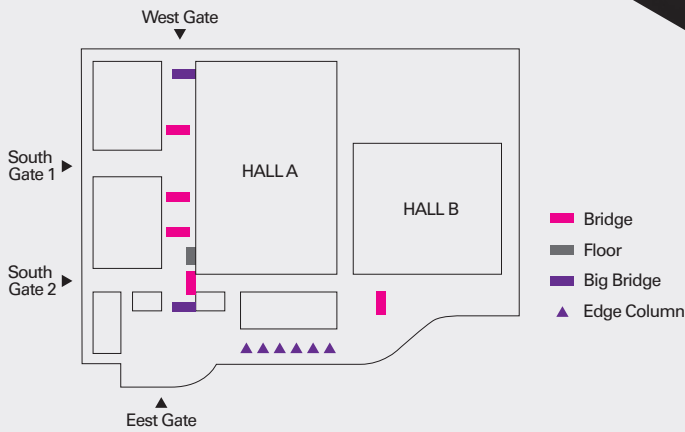 West Gate
South
Gate 1
HALL A
HALL B
South
Gate 2
Bridge
Floor
Big Bridge
Edge Column
Eest Gate